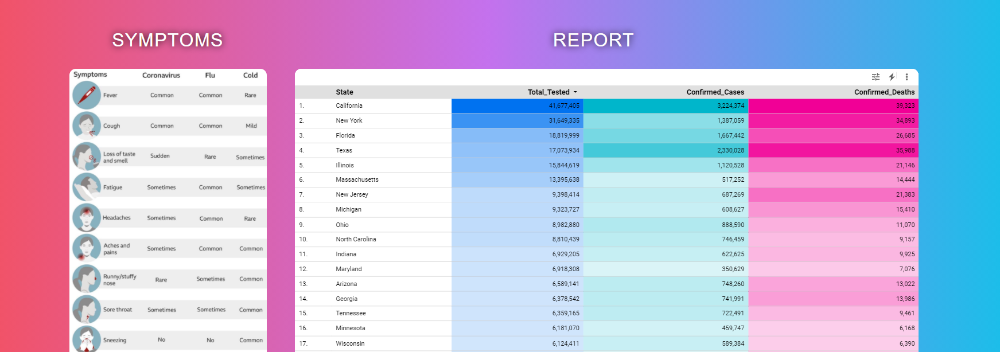 SYMPTOMS
REPORT
Symptoms Coronavirus Flu Cold
Fever Common Common Rare
Cough Common Common Mild
Loss of taste
and smell Sudden Rare Sometimes
Fatigue Sometimes Common Sometimes
Headaches Sometimes Common Rare
Aches and
pains Sometimes Common Common
Runny/stuffy
nose Rare Sometimes Common
Sore throat Sometimes Sometimes Common
Sneezing No No Common
State Total_Tested Confirmed_Cases Confirmed_Deaths
1. California 41,677,405 3,224,374 39,323
2. New York 31,649,335 1,387,059 34,893
3. Florida 18,819,999 1,667,442 26,685
4. Texas 17,073,934 2,330,028 35,988
5. Illinois 15,844,619 1,120,528 21,146
6. Massachusetts 13,395,638 517,252 14,444
7. New Jersey 9,398,414 687,269 21,383
8. Michigan 9,323,727 608,627 15,410
9. Ohio 8,982,880 888,590 11,070
10. North Carolina 8,810,439 746,459 9,157
11. Indiana 6,929,205 622,625 9,925
12. Maryland 6,918,308 350,629 7,076
13. Arizona 6,589,141 748,260 13,022
14. Georgia 6,378,542 741,991 13,986
15. Tennessee 6,359,165 722,491 9,461
16. Minnesota 6,181,070 459,747 6,168
17. Wisconsin 6,124,411 589,384 6,390